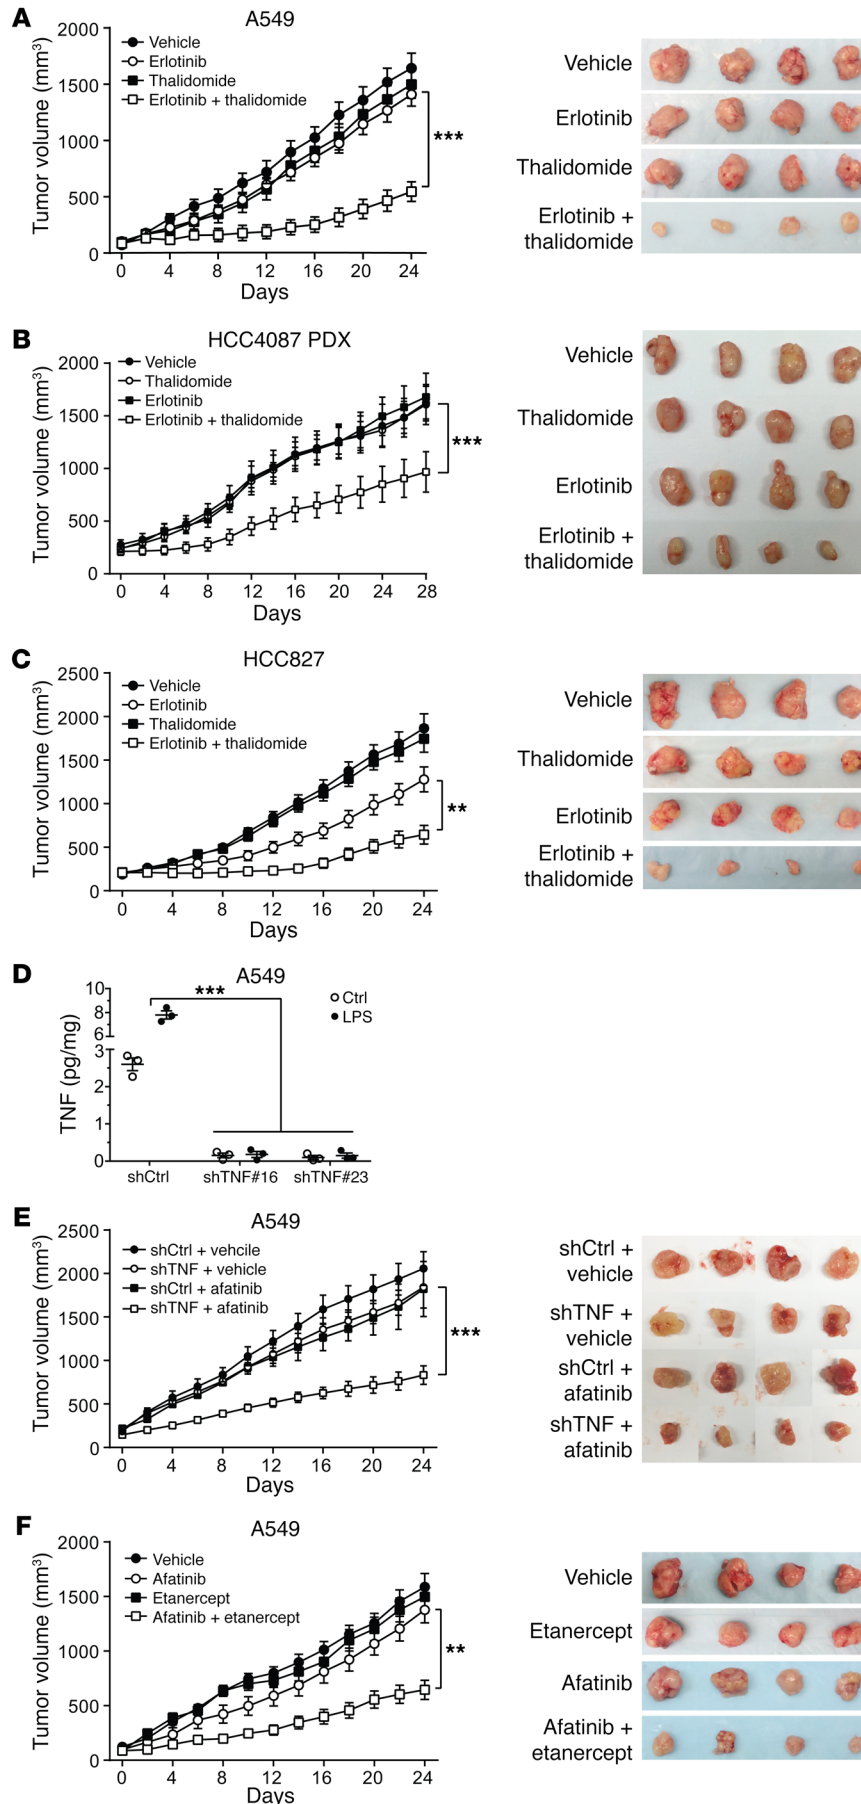 A
A549
Tumor volume (mm³)
2000
1500
1000
500
0
Vehicle
Erlotinib
Thalidomide
Erlotinib + thalidomide
***
0 4 8 12 16 20 24
Days
Vehicle
Erlotinib
Thalidomide
Erlotinib +
thalidomide
B
HCC4087 PDX
Tumor volume (mm³)
2000
1500
1000
500
0
Vehicle
Thalidomide
Erlotinib
Erlotinib + thalidomide
***
0 4 8 12 16 20 24 28
Days
Vehicle
Thalidomide
Erlotinib
Erlotinib +
thalidomide
C
HCC827
Tumor volume (mm³)
2500
2000
1500
1000
500
0
Vehicle
Erlotinib
Thalidomide
Erlotinib + thalidomide
**
0 4 8 12 16 20 24
Days
Vehicle
Thalidomide
Erlotinib
Erlotinib +
thalidomide
D
A549
TNF (pg/mg)
10
8
6
3
2
1
0
***
Ctrl
LPS
shCtrl shTNF#16 shTNF#23
E
A549
Tumor volume (mm³)
2500
2000
1500
1000
500
0
shCtrl + vehcile
shTNF + vehicle
shCtrl + afatinib
shTNF + afatinib
***
0 4 8 12 16 20 24
Days
shCtrl +
vehicle
shTNF +
vehicle
shCtrl +
afatinib
shTNF +
afatinib
F
A549
Tumor volume (mm³)
2000
1500
1000
500
0
Vehicle
Afatinib
Etanercept
Afatinib + etanercept
**
0 4 8 12 16 20 24
Days
Vehicle
Etanercept
Afatinib
Afatinib +
etanercept